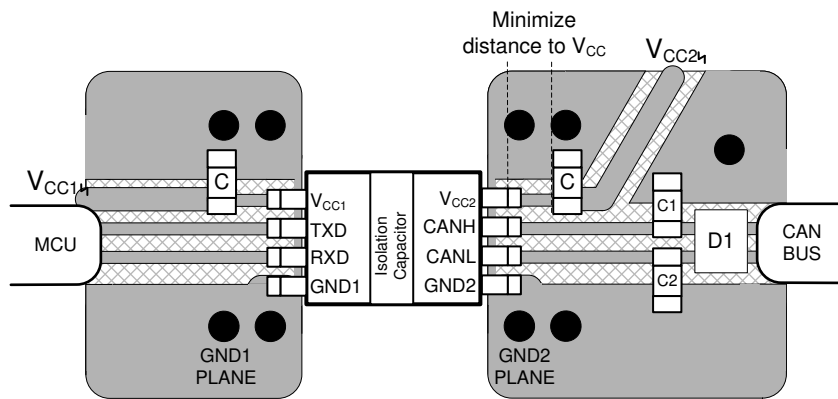 Minimize
distance to VCC
VCC2
VCC1
C
C
VCC1
TXD
RXD
GND1
Isolation
Capacitor
VCC2
CANH
CANL
GND2
C1
C2
D1
MCU
CAN
BUS
GND1
PLANE
GND2
PLANE